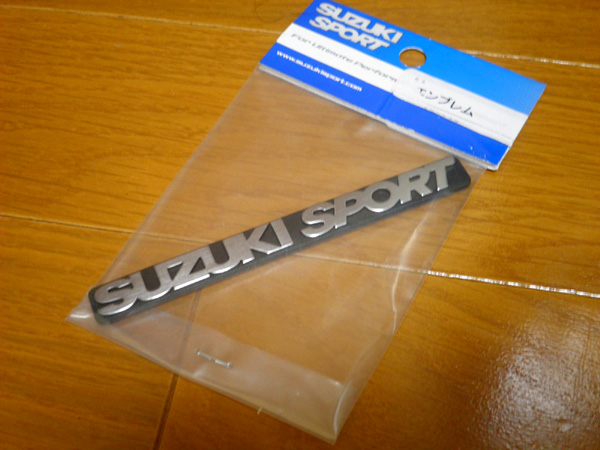 SUZUKI
SPORT
For Ultimate Perform
www.suzukisport.com
エンブレム
SUZUKI SPORT